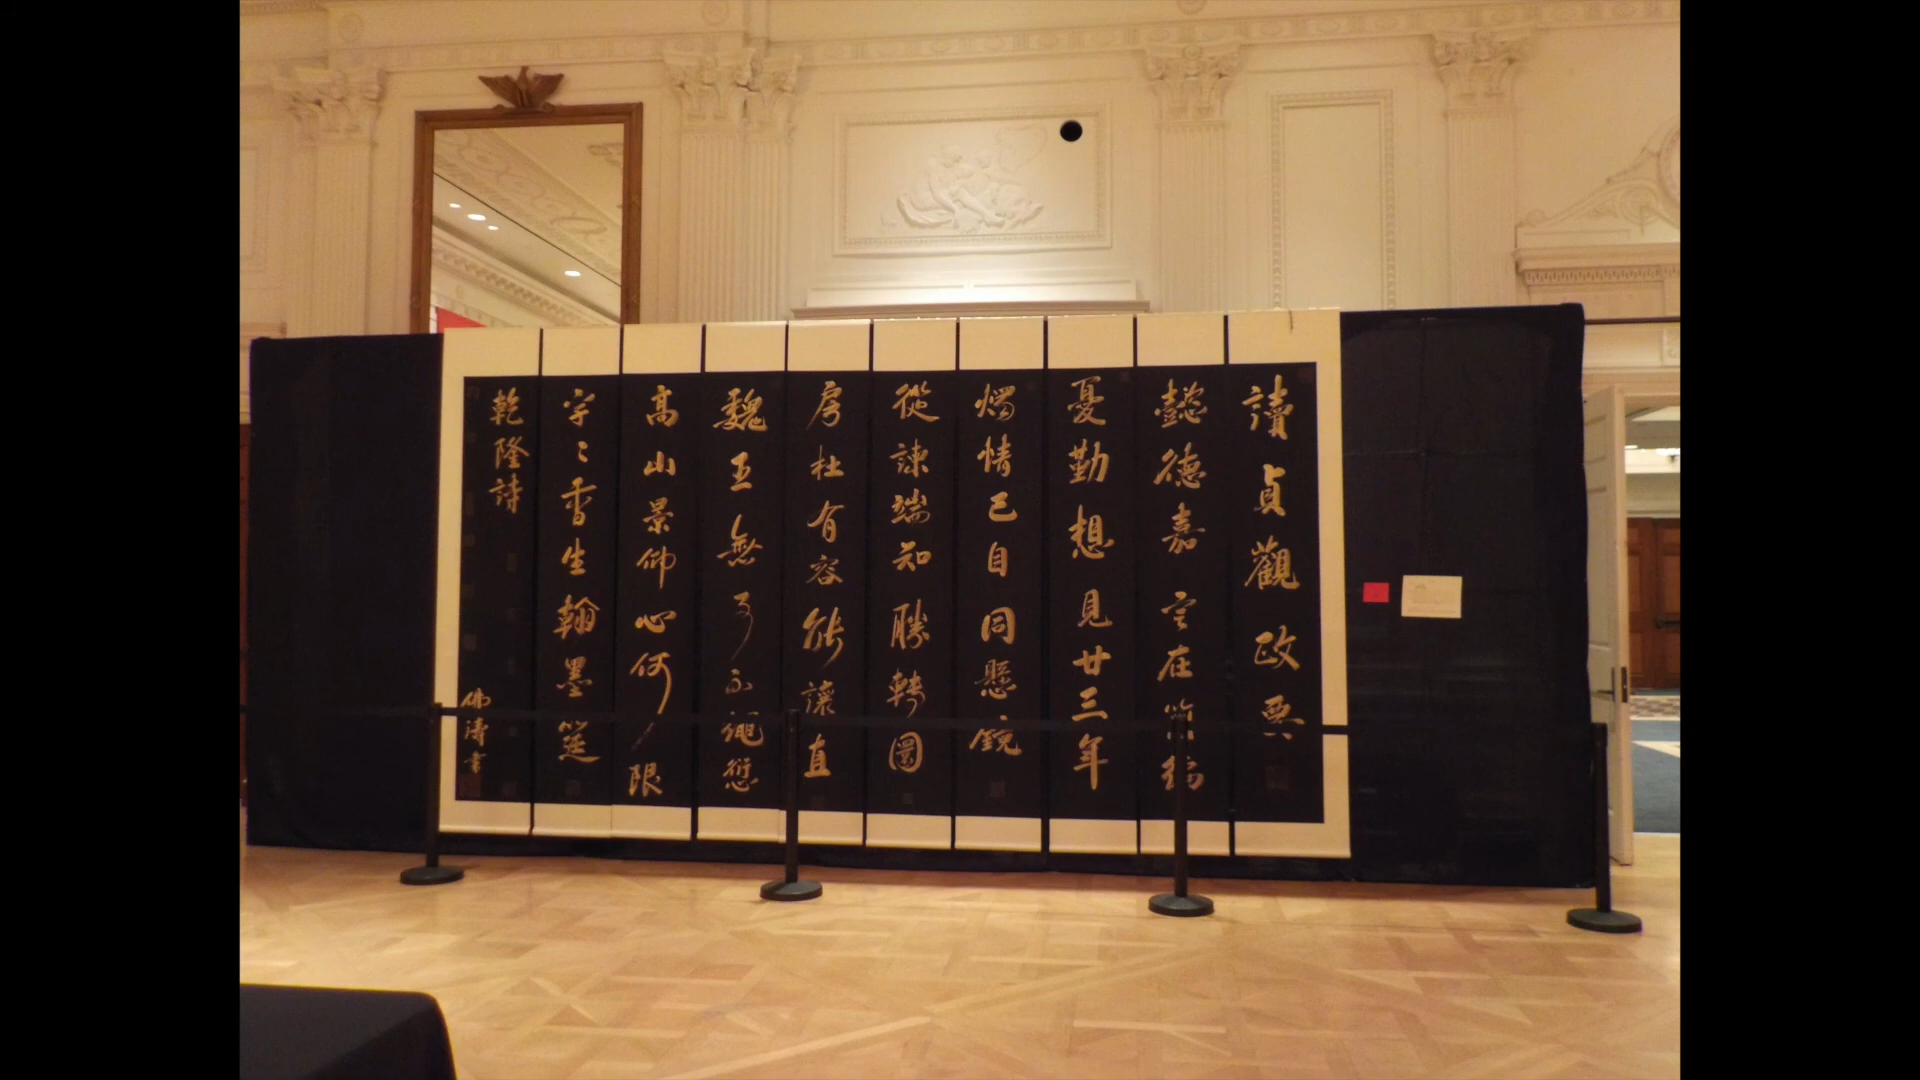 讀貞觀政要
懿德嘉言在簡編
憂勤想見廿三年
燭情已自同懸鏡
從諫端知勝轉圜
房杜有容能讓直
魏王無事不繩愆
高山景仰心何限
字〻香生翰墨筵
乾隆詩
佛濤書